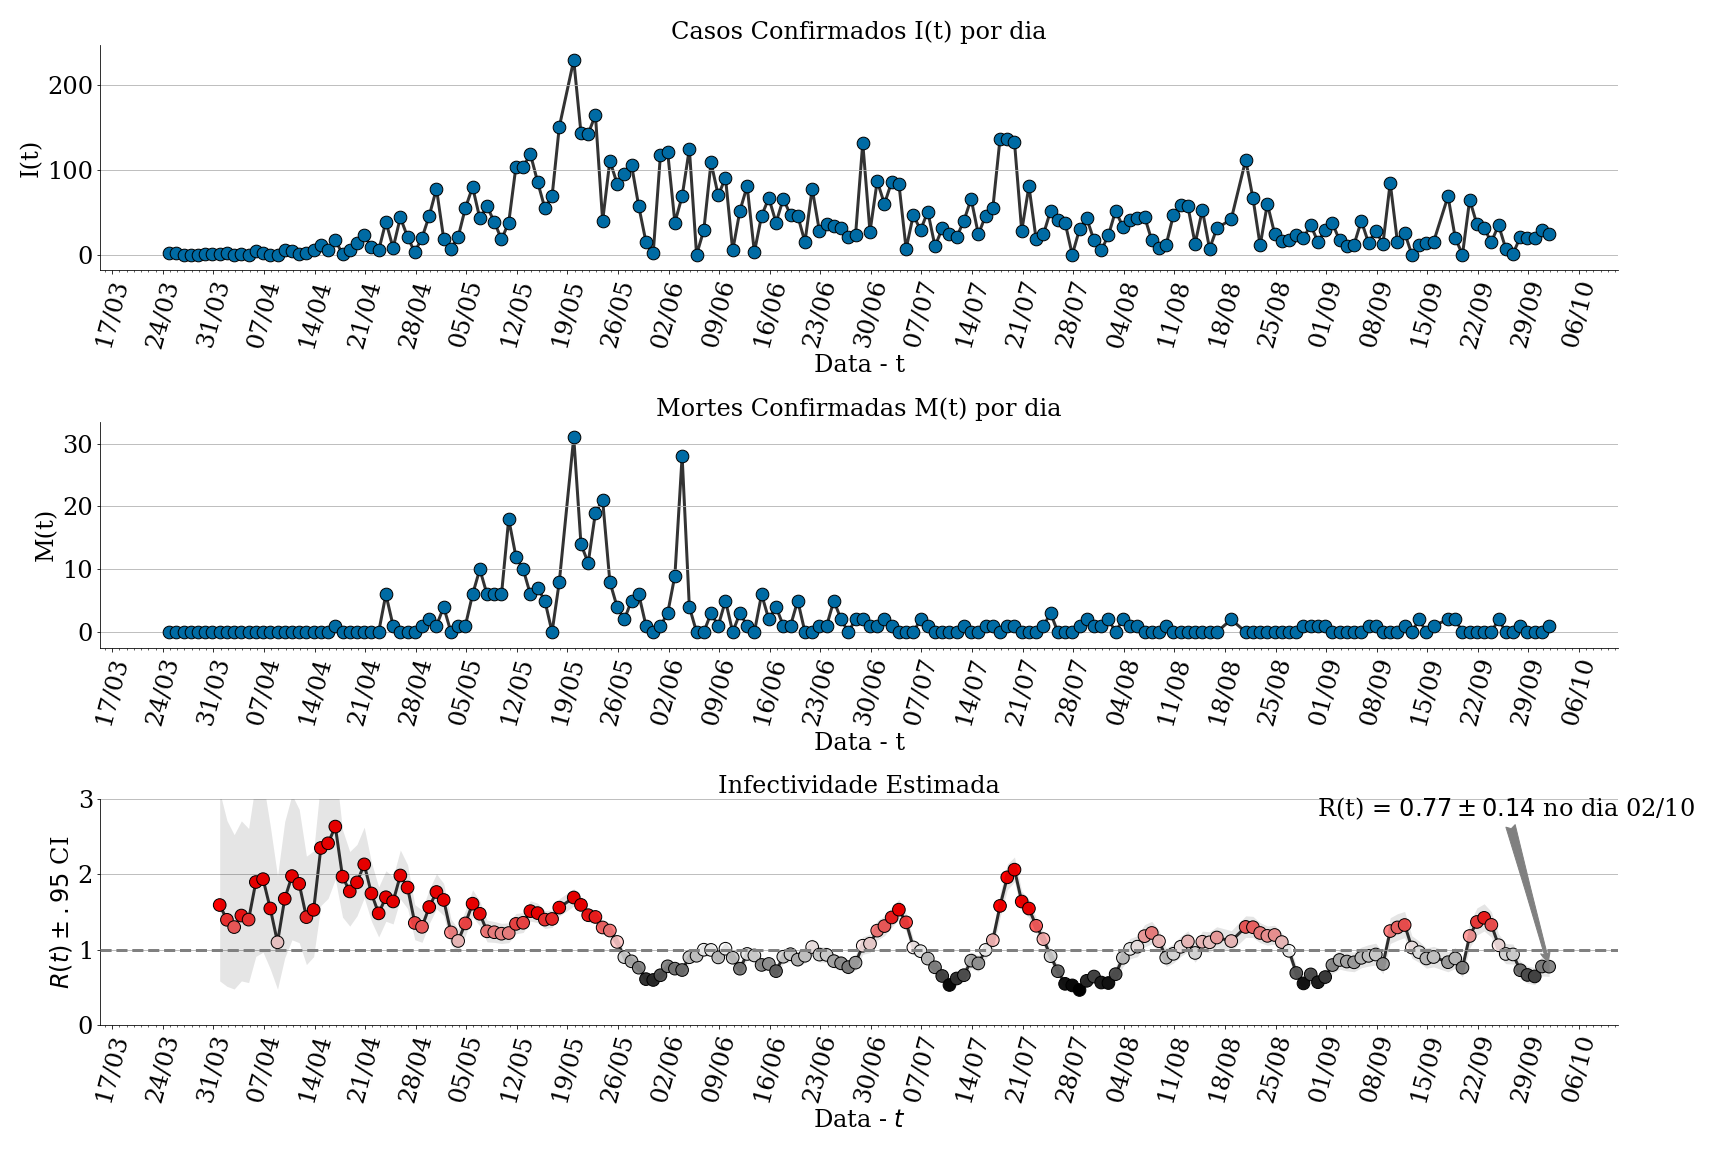 Casos Confirmados I(t) por dia
200
100
0
I(t)
17/03 24/03 31/03 07/04 14/04 21/04 28/04 05/05 12/05 19/05 26/05 02/06 09/06 16/06 23/06 30/06 07/07 14/07 21/07 28/07 04/08 11/08 18/08 25/08 01/09 08/09 15/09 22/09 29/09 06/10
Data - t
Mortes Confirmadas M(t) por dia
30
20
10
0
M(t)
17/03 24/03 31/03 07/04 14/04 21/04 28/04 05/05 12/05 19/05 26/05 02/06 09/06 16/06 23/06 30/06 07/07 14/07 21/07 28/07 04/08 11/08 18/08 25/08 01/09 08/09 15/09 22/09 29/09 06/10
Data - t
Infectividade Estimada
R(t) = 0.77 ± 0.14 no dia 02/10
3
2
1
0
R(t) ± .95 CI
17/03 24/03 31/03 07/04 14/04 21/04 28/04 05/05 12/05 19/05 26/05 02/06 09/06 16/06 23/06 30/06 07/07 14/07 21/07 28/07 04/08 11/08 18/08 25/08 01/09 08/09 15/09 22/09 29/09 06/10
Data - t